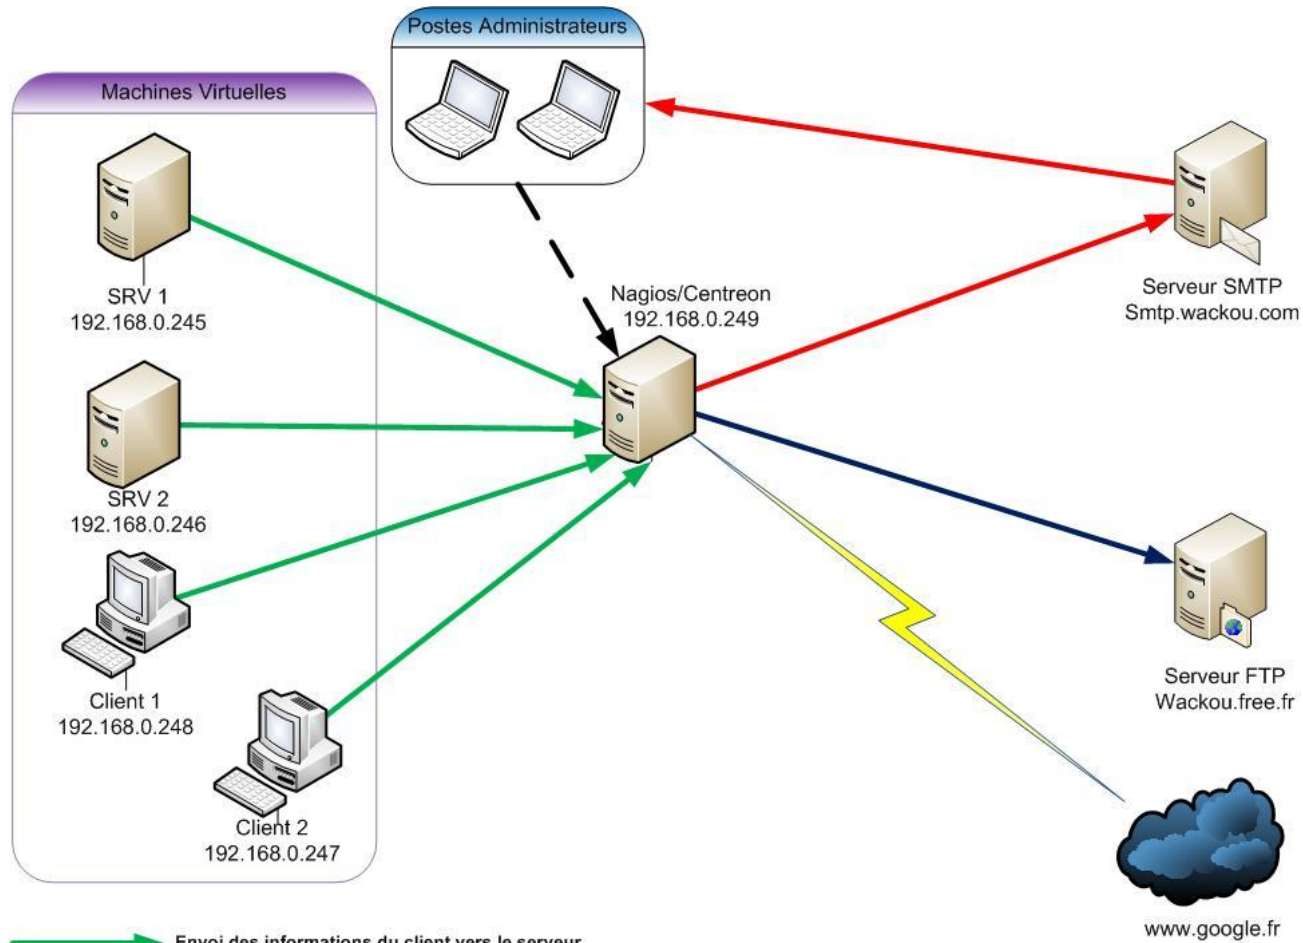 Postes Administrateurs
Machines Virtuelles
SRV 1
192.168.0.245
Nagios/Centreon
192.168.0.249
Serveur SMTP
Smtp.wackou.com
SRV 2
192.168.0.246
Client 1
192.168.0.248
Serveur FTP
Wackou.free.fr
Client 2
192.168.0.247
www.google.fr
Envoi des informations du client vers le serveur